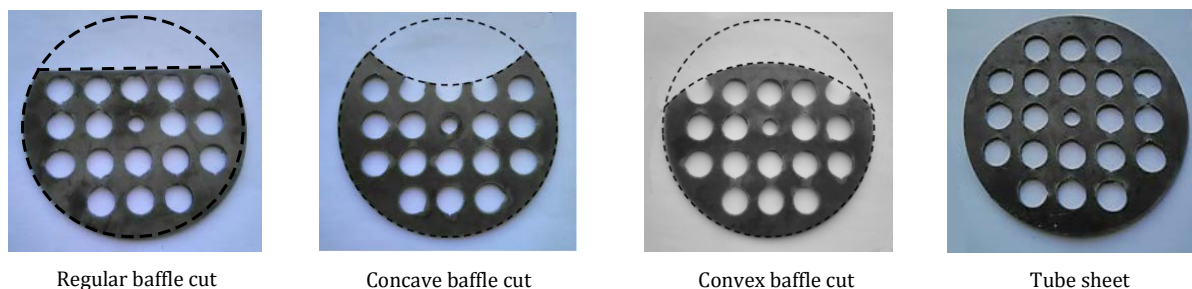 Regular baffle cut
Concave baffle cut
Convex baffle cut
Tube sheet